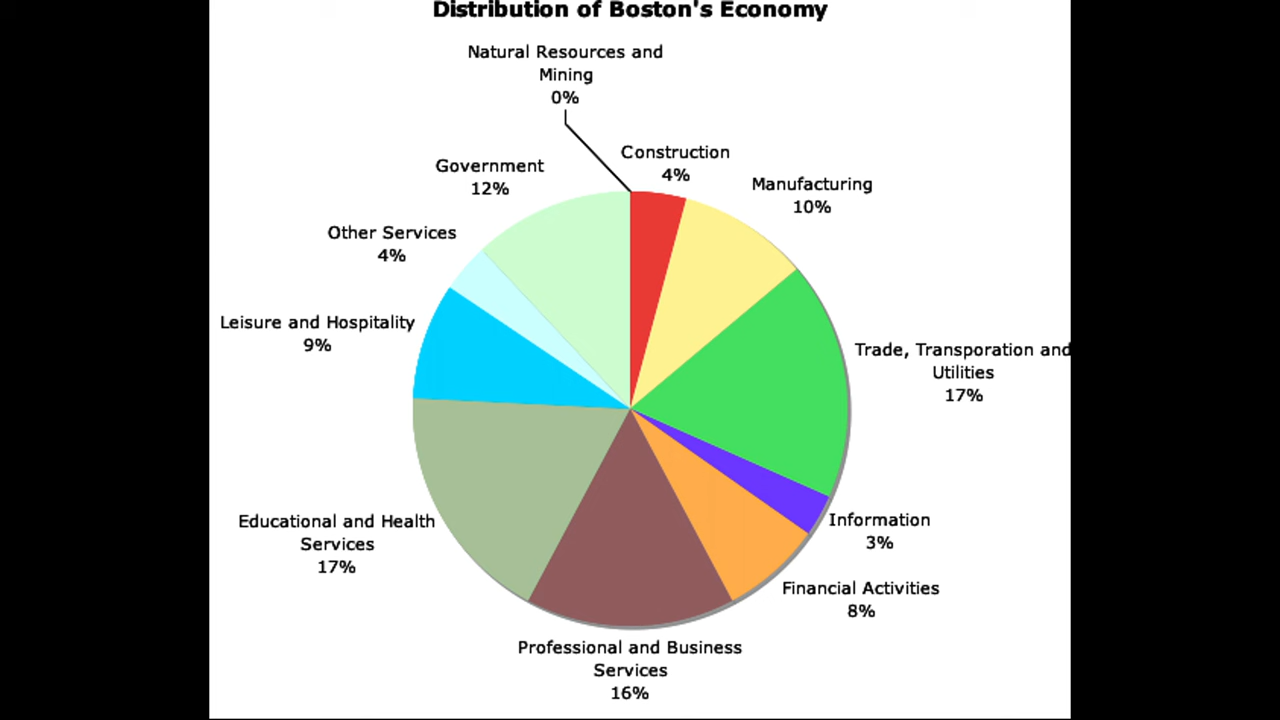 Distribution of Boston's Economy
Natural Resources and
Mining
0%
Construction
4%
Manufacturing
10%
Trade, Transporation and
Utilities
17%
Information
3%
Financial Activities
8%
Professional and Business
Services
16%
Educational and Health
Services
17%
Leisure and Hospitality
9%
Other Services
4%
Government
12%